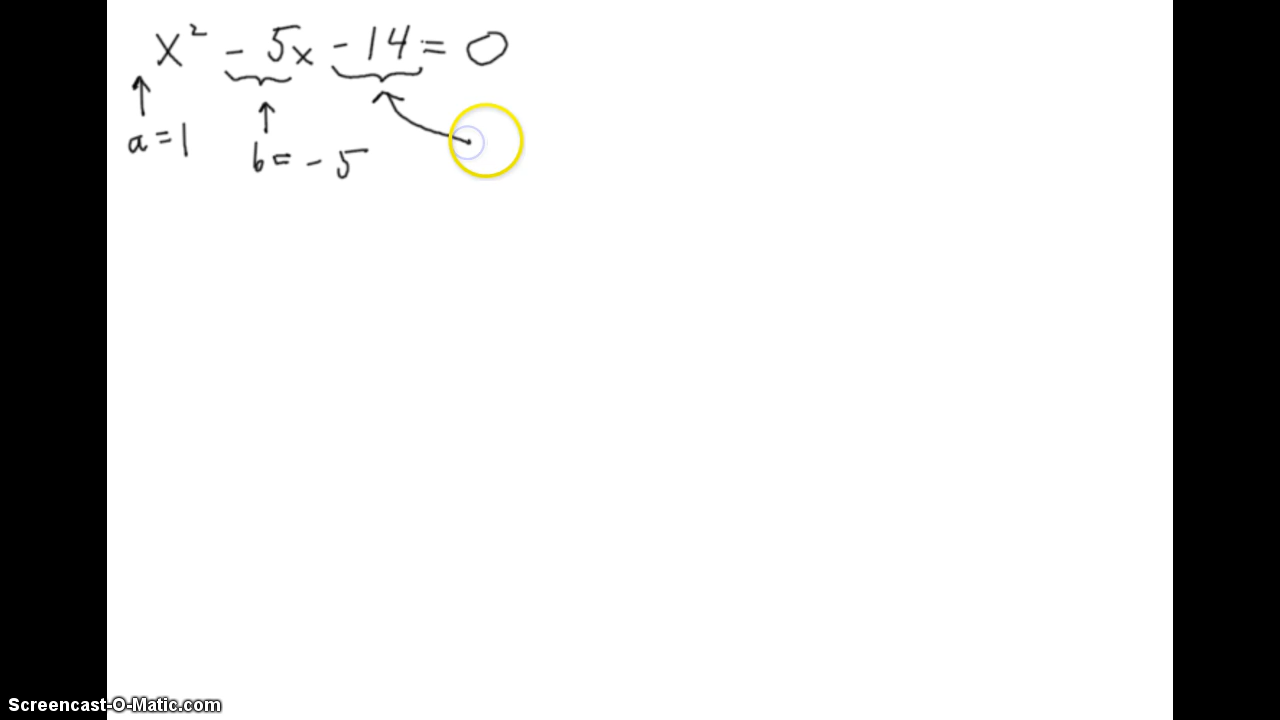 x² - 5x - 14 = 0
a = 1
b = - 5
Screencast-O-Matic.com